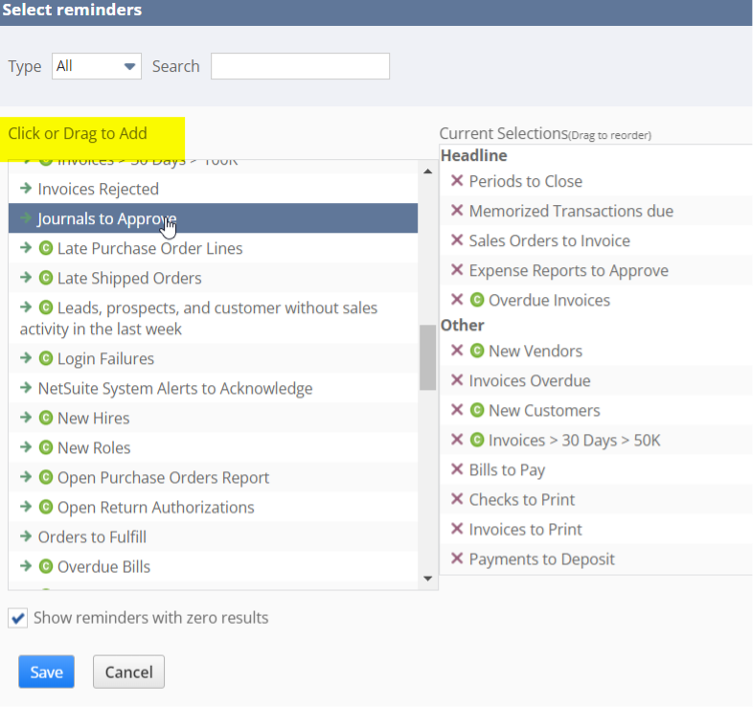 Select reminders
Type All Search
Click or Drag to Add
Invoices > 30 Days > 100K
Invoices Rejected
Journals to Approve
C Late Purchase Order Lines
C Late Shipped Orders
C Leads, prospects, and customer without sales
activity in the last week
C Login Failures
NetSuite System Alerts to Acknowledge
C New Hires
C New Roles
C Open Purchase Orders Report
C Open Return Authorizations
Orders to Fulfill
C Overdue Bills
Current Selections(Drag to reorder)
Headline
Periods to Close
Memorized Transactions due
Sales Orders to Invoice
Expense Reports to Approve
C Overdue Invoices
Other
C New Vendors
Invoices Overdue
C New Customers
C Invoices > 30 Days > 50K
Bills to Pay
Checks to Print
Invoices to Print
Payments to Deposit
Show reminders with zero results
Save Cancel